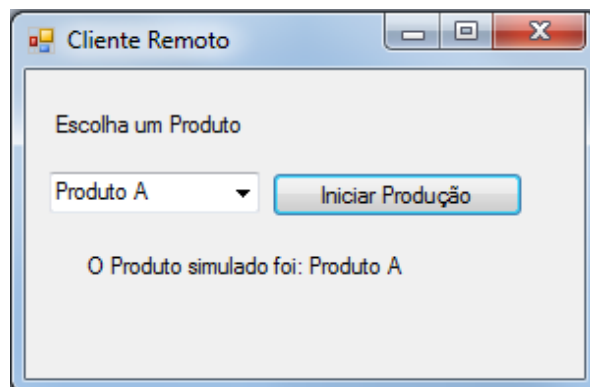 Cliente Remoto
Escolha um Produto
Produto A
Iniciar Produção
O Produto simulado foi: Produto A